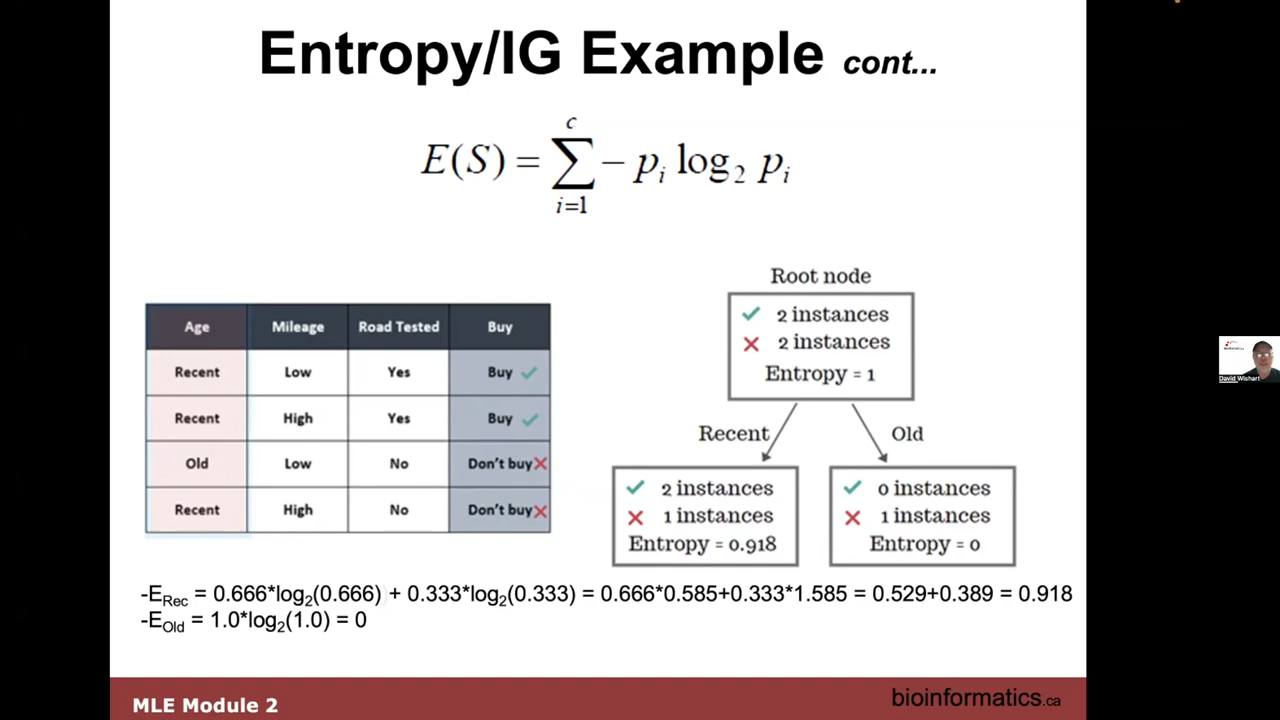 Entropy/IG Example cont...
E(S) = ∑ c i=1 − pᵢ log₂ pᵢ
Age Mileage Road Tested Buy
Recent Low Yes Buy ✓
Recent High Yes Buy ✓
Old Low No Don't buy ✕
Recent High No Don't buy ✕
Root node
✓ 2 instances
✕ 2 instances
Entropy = 1
Recent Old
✓ 2 instances
✕ 1 instances
Entropy = 0.918
✓ 0 instances
✕ 1 instances
Entropy = 0
-E_Rec = 0.666*log₂(0.666) + 0.333*log₂(0.333) = 0.666*0.585+0.333*1.585 = 0.529+0.389 = 0.918
-E_Old = 1.0*log₂(1.0) = 0
MLE Module 2
bioinformatics.ca
David Wishart